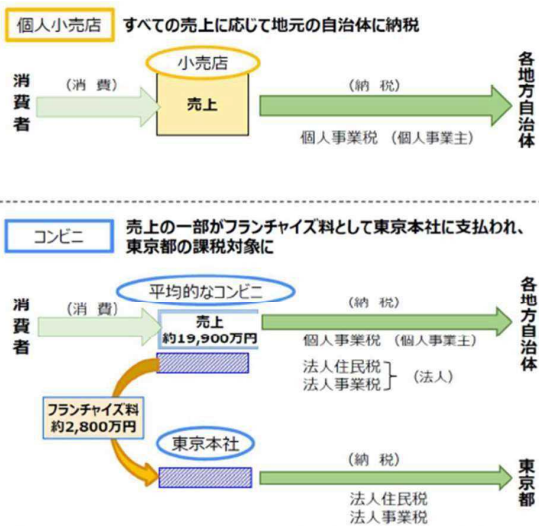 個人小売店
すべての売上に応じて地元の自治体に納税
小売店
消費者
（消 費）
売上
（納 税）
個人事業税 （個人事業主）
各地方自治体
コンビニ
売上の一部がフランチャイズ料として東京本社に支払われ、
東京都の課税対象に
平均的なコンビニ
消費者
（消 費）
売上
約19,900万円
（納 税）
個人事業税 （個人事業主）
法人住民税
法人事業税
（法人）
各地方自治体
フランチャイズ料
約2,800万円
東京本社
（納 税）
法人住民税
法人事業税
東京都